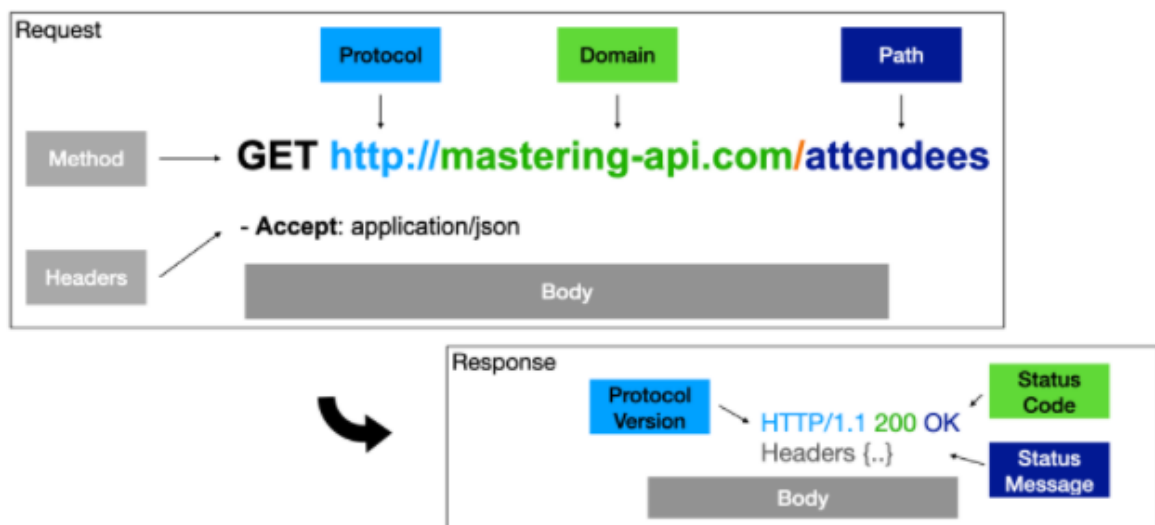 Request
Protocol
Domain
Path
Method
GET http://mastering-api.com/attendees
- Accept: application/json
Headers
Body
Response
Protocol
Version
Status
Code
HTTP/1.1 200 OK
Headers {..}
Status
Message
Body